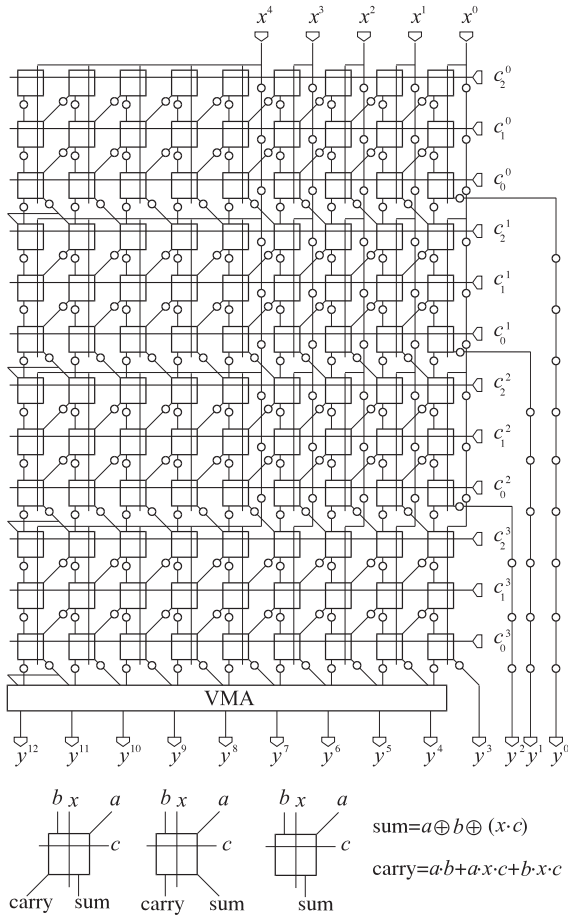 x⁴ x³ x² x¹ x⁰
c₂⁰
c₁⁰
c₀⁰
c₂¹
c₁¹
c₀¹
c₂²
c₁²
c₀²
c₂³
c₁³
c₀³
VMA
y¹² y¹¹ y¹⁰ y⁹ y⁸ y⁷ y⁶ y⁵ y⁴ y³ y² y¹ y⁰
b x a b x a b x a
sum=a⊕b⊕ (x·c)
c c c
carry=a·b+a·x·c+b·x·c
carry sum carry sum sum